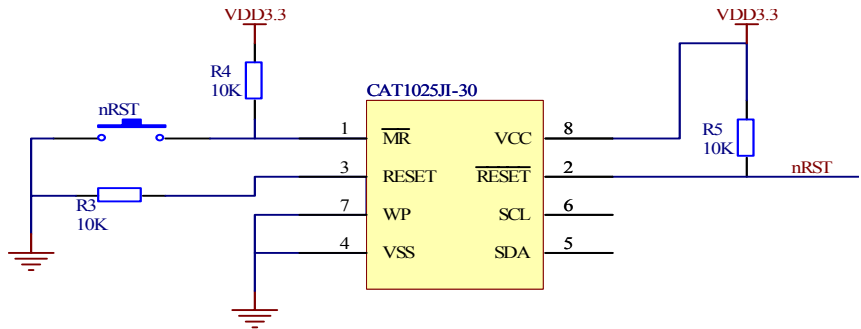 VDD3.3
VDD3.3
R4
10K
CAT1025JI-30
nRST
1
MR
VCC
8
R5
10K
3
RESET
RESET
2
nRST
R3
10K
7
WP
SCL
6
4
VSS
SDA
5